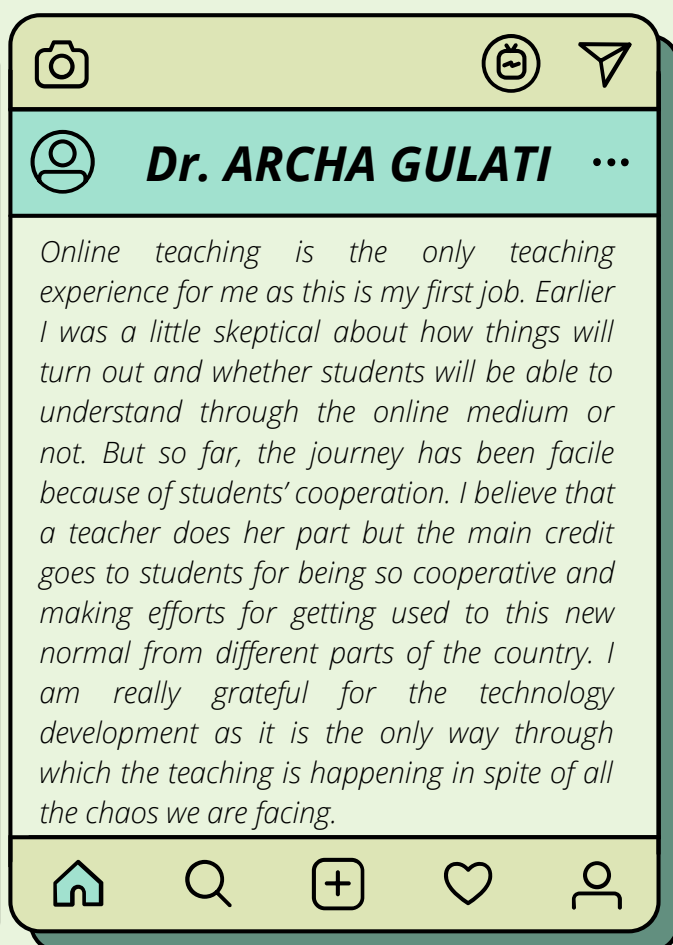 Dr. ARCHA GULATI
Online teaching is the only teaching
experience for me as this is my first job. Earlier
I was a little skeptical about how things will
turn out and whether students will be able to
understand through the online medium or
not. But so far, the journey has been facile
because of students’ cooperation. I believe that
a teacher does her part but the main credit
goes to students for being so cooperative and
making efforts for getting used to this new
normal from different parts of the country. I
am really grateful for the technology
development as it is the only way through
which the teaching is happening in spite of all
the chaos we are facing.